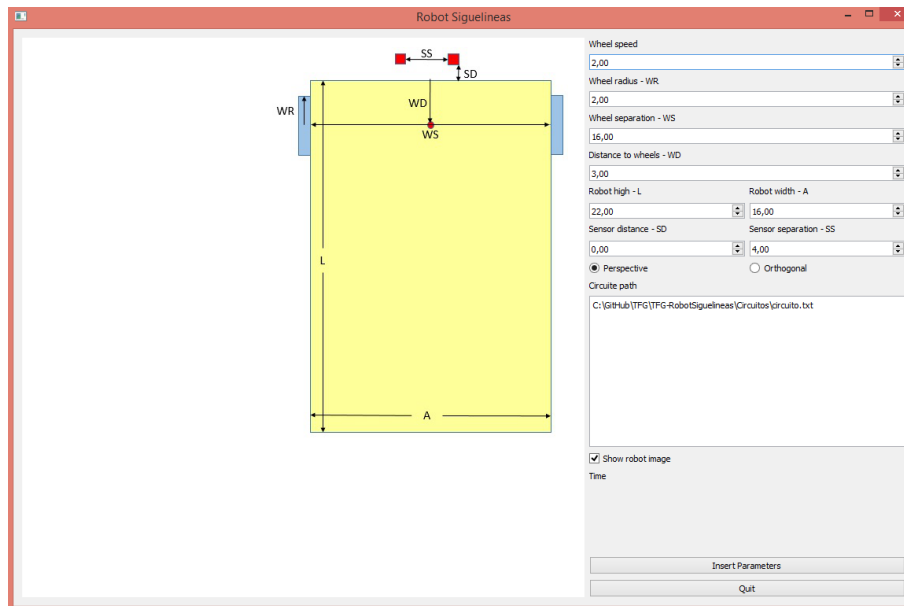 Robot Siguelineas
SS
SD
WR
WD
WS
L
A
Wheel speed
2,00
Wheel radius - WR
2,00
Wheel separation - WS
16,00
Distance to wheels - WD
3,00
Robot high - L Robot width - A
22,00 16,00
Sensor distance - SD Sensor separation - SS
0,00 4,00
Perspective Orthogonal
Circuite path
C:\GitHub\TFG\TFG-RobotSiguelineas\Circuitos\circuito.txt
Show robot image
Time
Insert Parameters
Quit